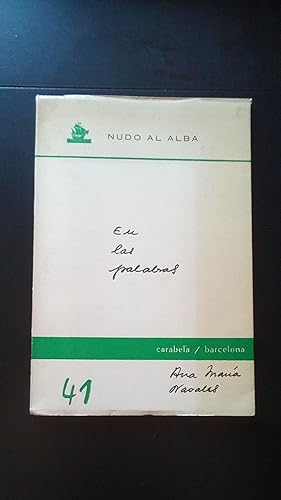 NUDO AL ALBA
En
las
palabras
carabela / barcelona
41
Ana María
Navales